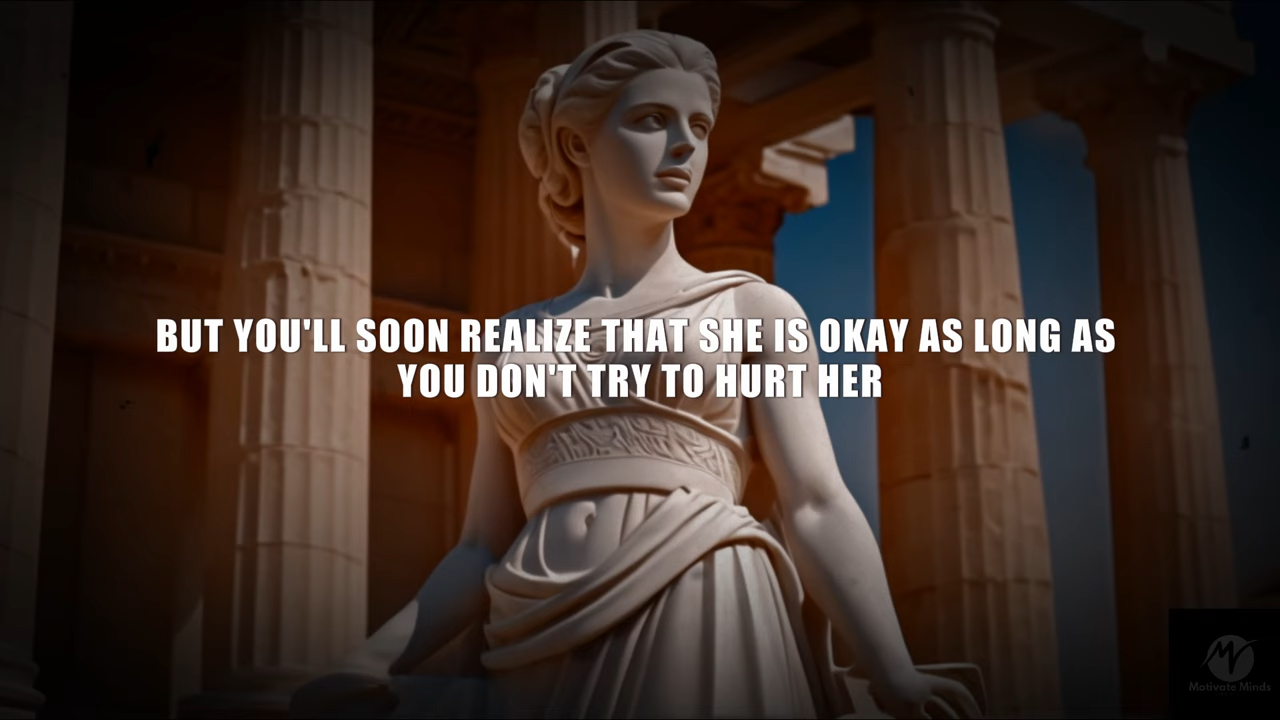 BUT YOU'LL SOON REALIZE THAT SHE IS OKAY AS LONG AS
YOU DON'T TRY TO HURT HER
Motivate Minds